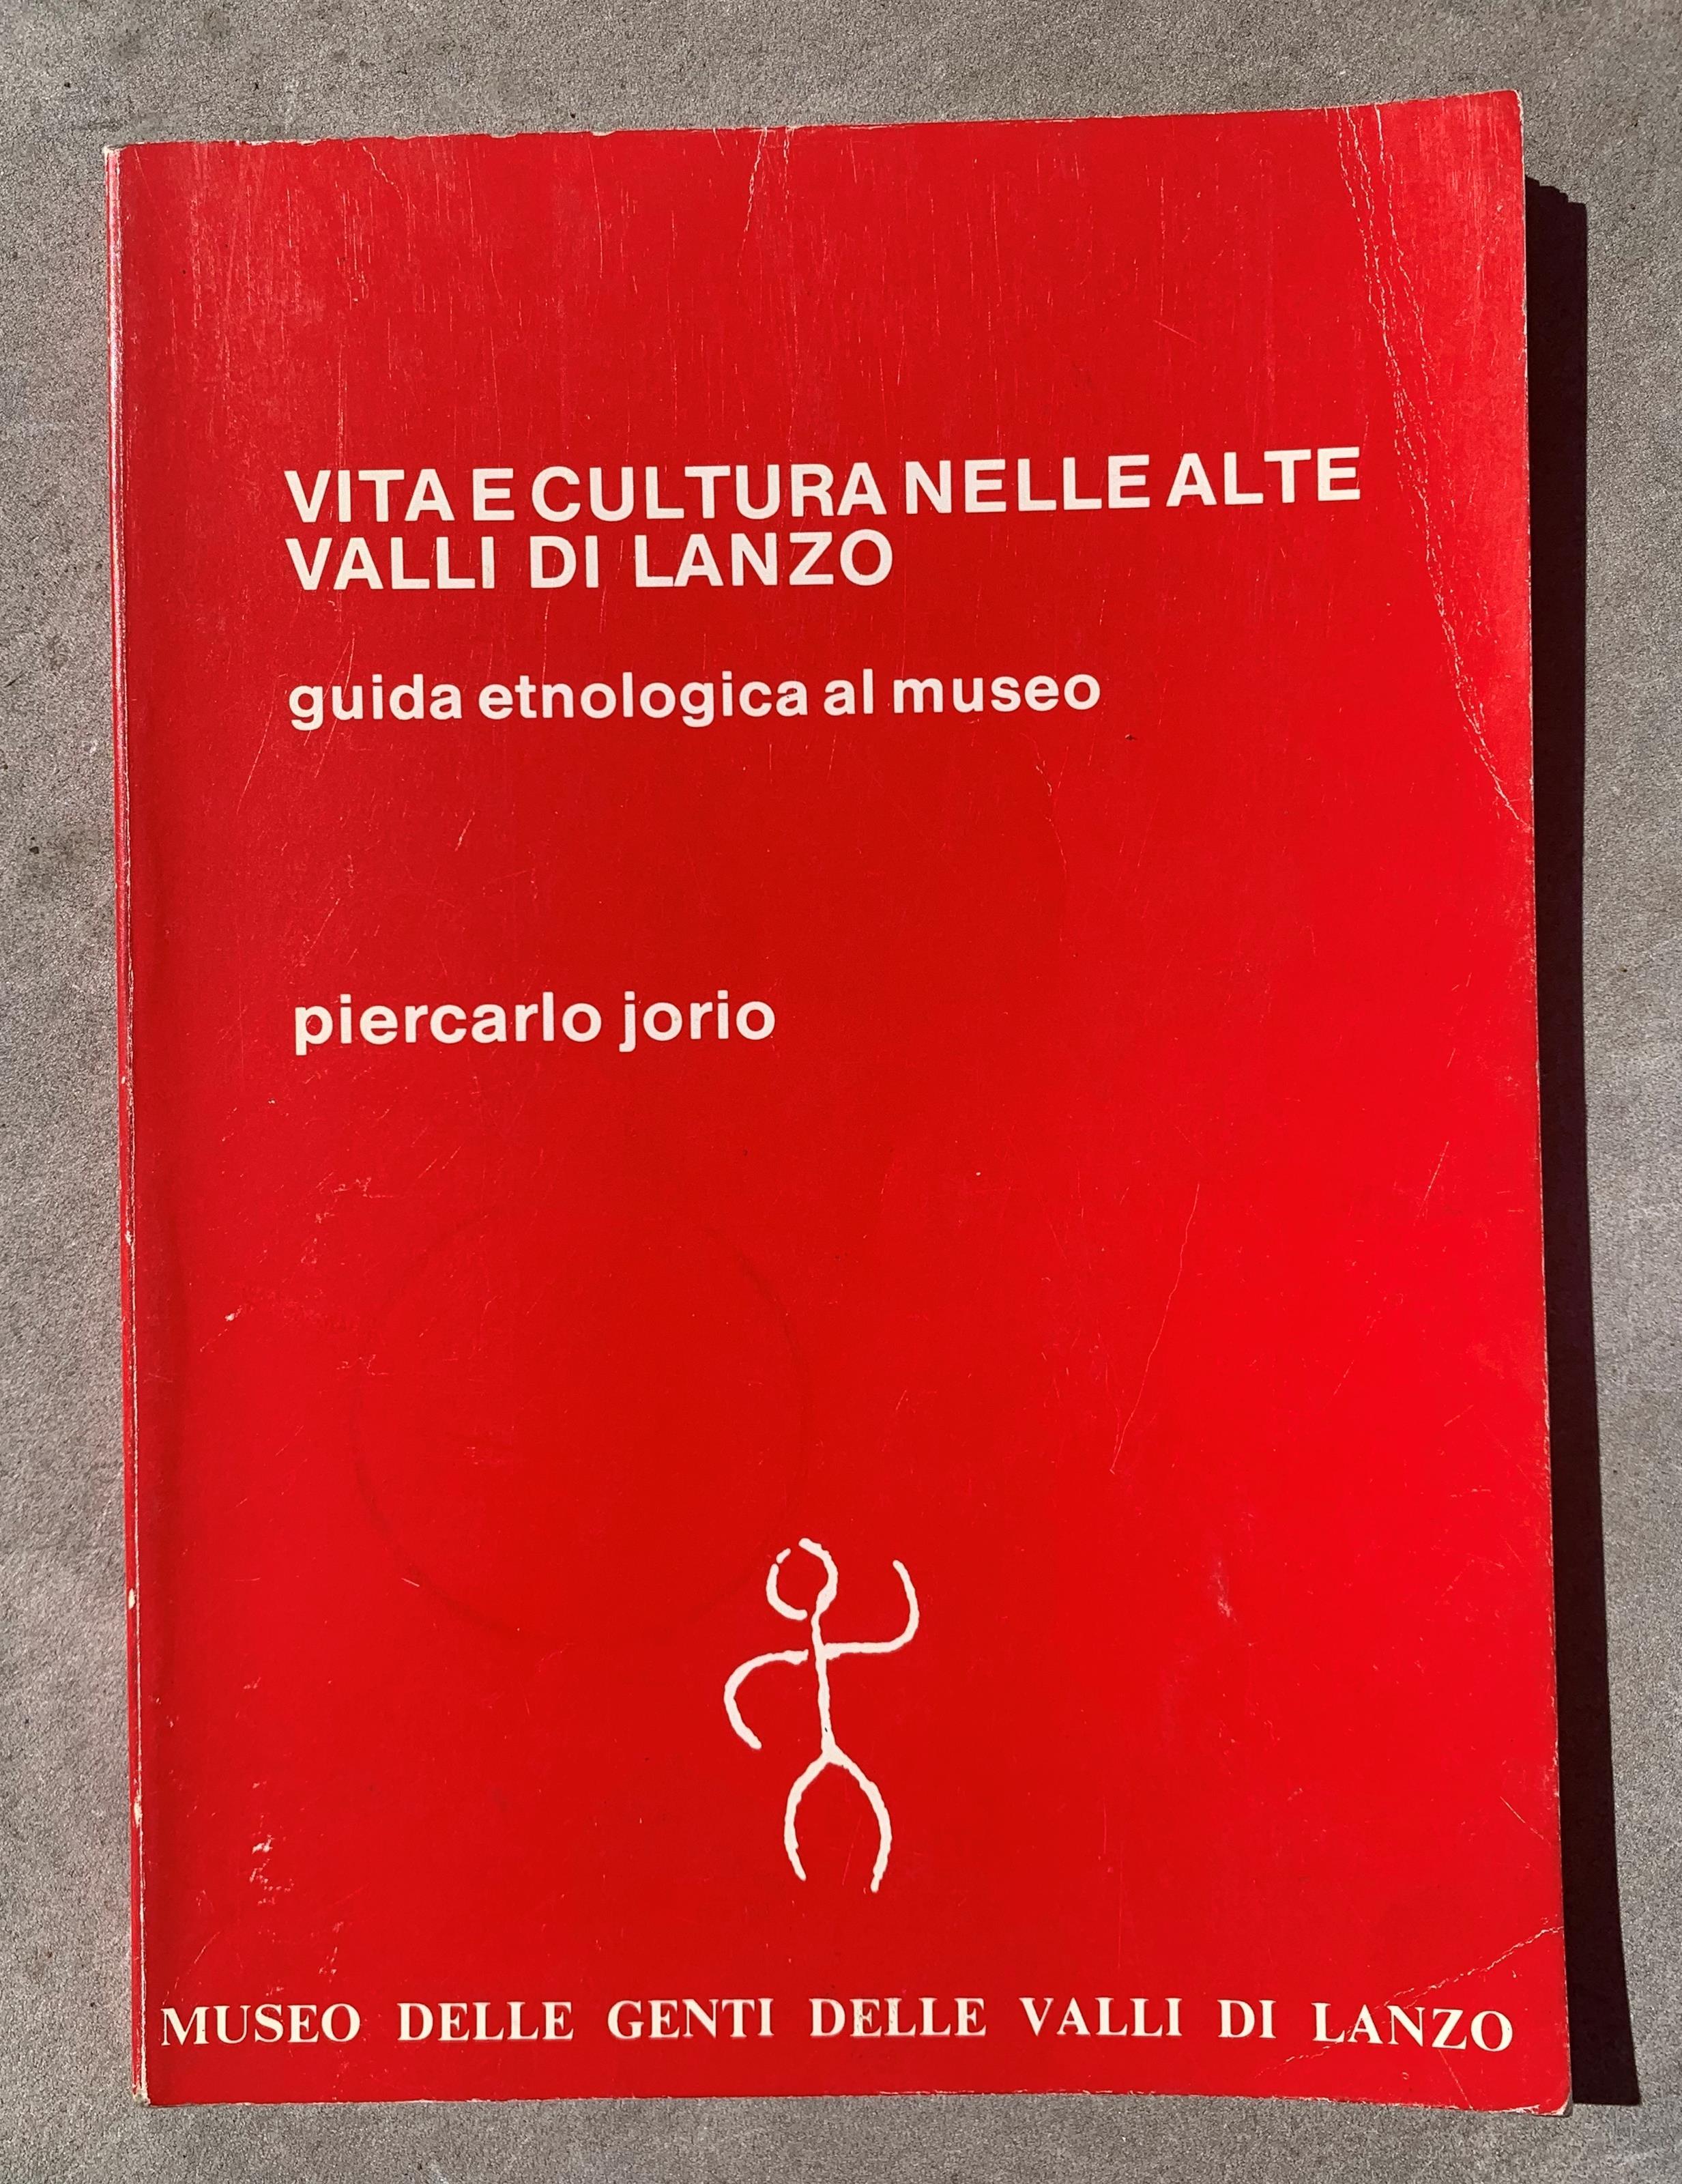 VITA E CULTURA NELLE ALTE
VALLI DI LANZO
guida etnologica al museo
piercarlo jorio
MUSEO DELLE GENTI DELLE VALLI DI LANZO